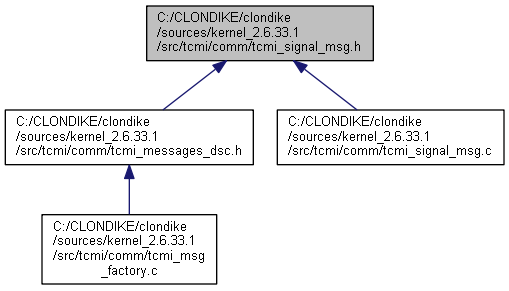 C:/CLONDIKE/clondike
/sources/kernel_2.6.33.1
/src/tcmi/comm/tcmi_signal_msg.h
C:/CLONDIKE/clondike
/sources/kernel_2.6.33.1
/src/tcmi/comm/tcmi_messages_dsc.h
C:/CLONDIKE/clondike
/sources/kernel_2.6.33.1
/src/tcmi/comm/tcmi_signal_msg.c
C:/CLONDIKE/clondike
/sources/kernel_2.6.33.1
/src/tcmi/comm/tcmi_msg
_factory.c